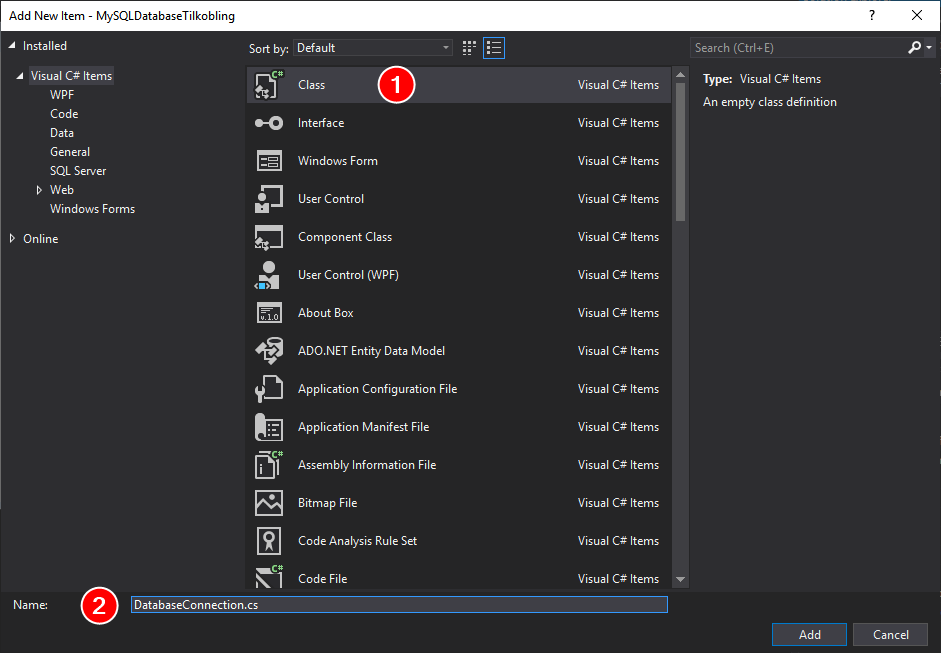 Add New Item - MySQLDatabaseTilkobling
?
Installed
Sort by: Default
Search (Ctrl+E)
Visual C# Items
WPF
Code
Data
General
SQL Server
Web
Windows Forms
Online
C# Class 1 Visual C# Items
Interface Visual C# Items
Windows Form Visual C# Items
User Control Visual C# Items
Component Class Visual C# Items
User Control (WPF) Visual C# Items
v.1.0 About Box Visual C# Items
ADO.NET Entity Data Model Visual C# Items
Application Configuration File Visual C# Items
Application Manifest File Visual C# Items
C# Assembly Information File Visual C# Items
Bitmap File Visual C# Items
Code Analysis Rule Set Visual C# Items
C# Code File Visual C# Items
Type: Visual C# Items
An empty class definition
Name: 2 DatabaseConnection.cs
Add Cancel